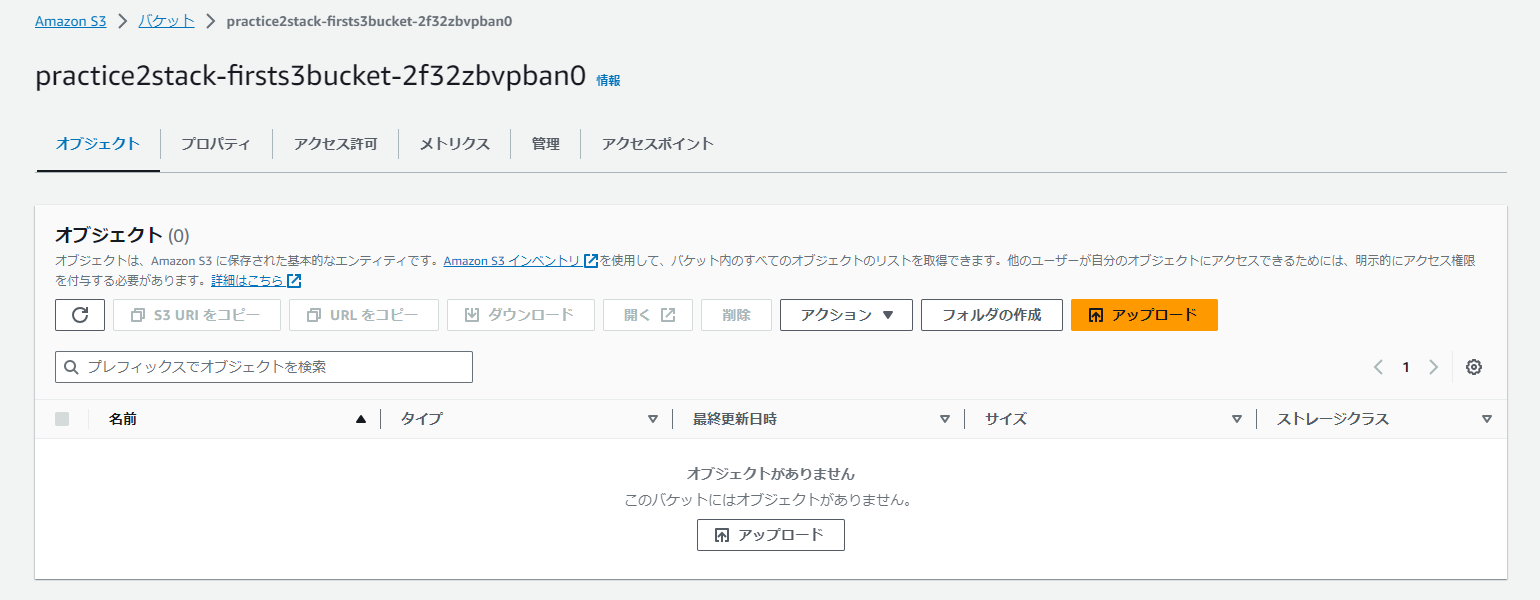 Amazon S3 > バケット > practice2stack-firsts3bucket-2f32zbvpban0
practice2stack-firsts3bucket-2f32zbvpban0 情報
オブジェクト プロパティ アクセス許可 メトリクス 管理 アクセスポイント
オブジェクト (0)
オブジェクトは、Amazon S3 に保存された基本的なエンティティです。Amazon S3 インベントリ を使用して、バケット内のすべてのオブジェクトのリストを取得できます。他のユーザーが自分のオブジェクトにアクセスできるためには、明示的にアクセス権限
を付与する必要があります。詳細はこちら
S3 URI をコピー URL をコピー ダウンロード 開く 削除 アクション フォルダの作成 アップロード
プレフィックスでオブジェクトを検索 1
名前 タイプ 最終更新日時 サイズ ストレージクラス
オブジェクトがありません
このバケットにはオブジェクトがありません。
アップロード